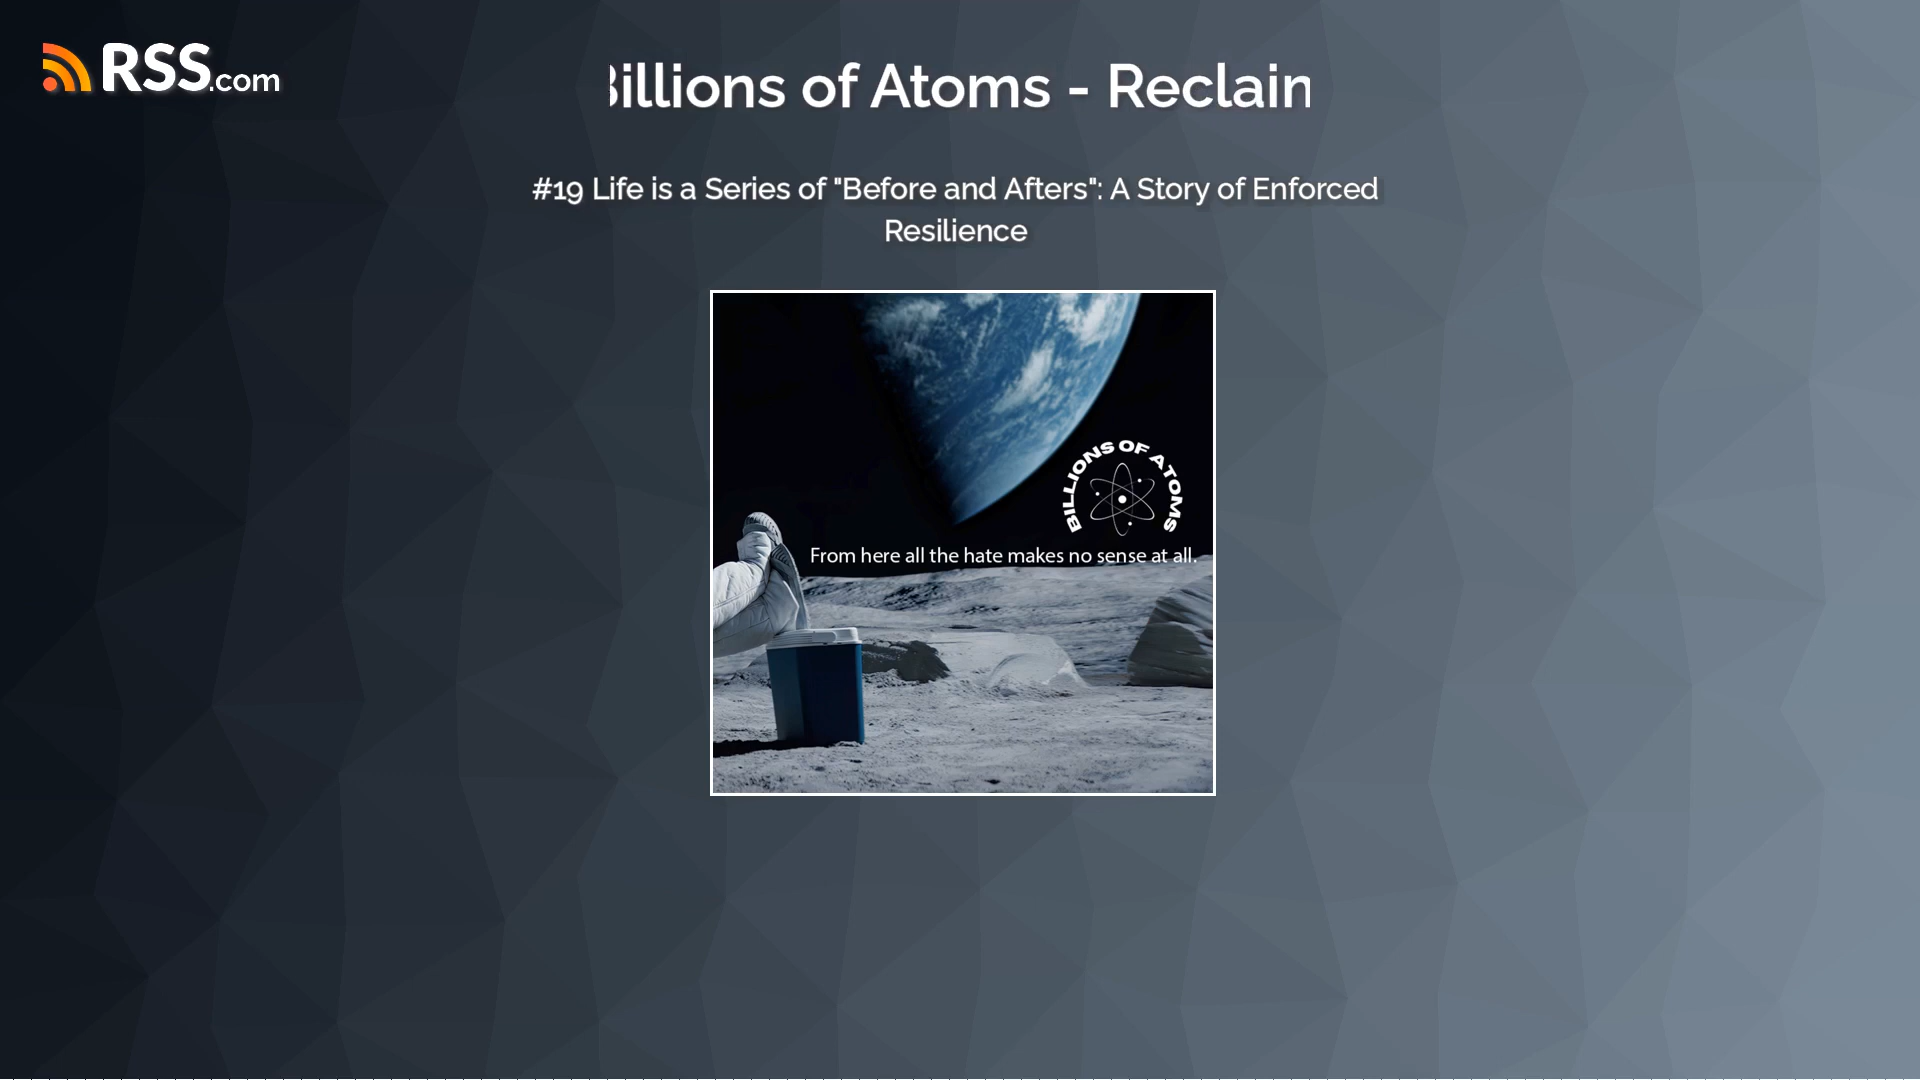 RSS.com
Billions of Atoms - Reclain
#19 Life is a Series of "Before and Afters": A Story of Enforced
Resilience
BILLIONS OF ATOMS
From here all the hate makes no sense at all.